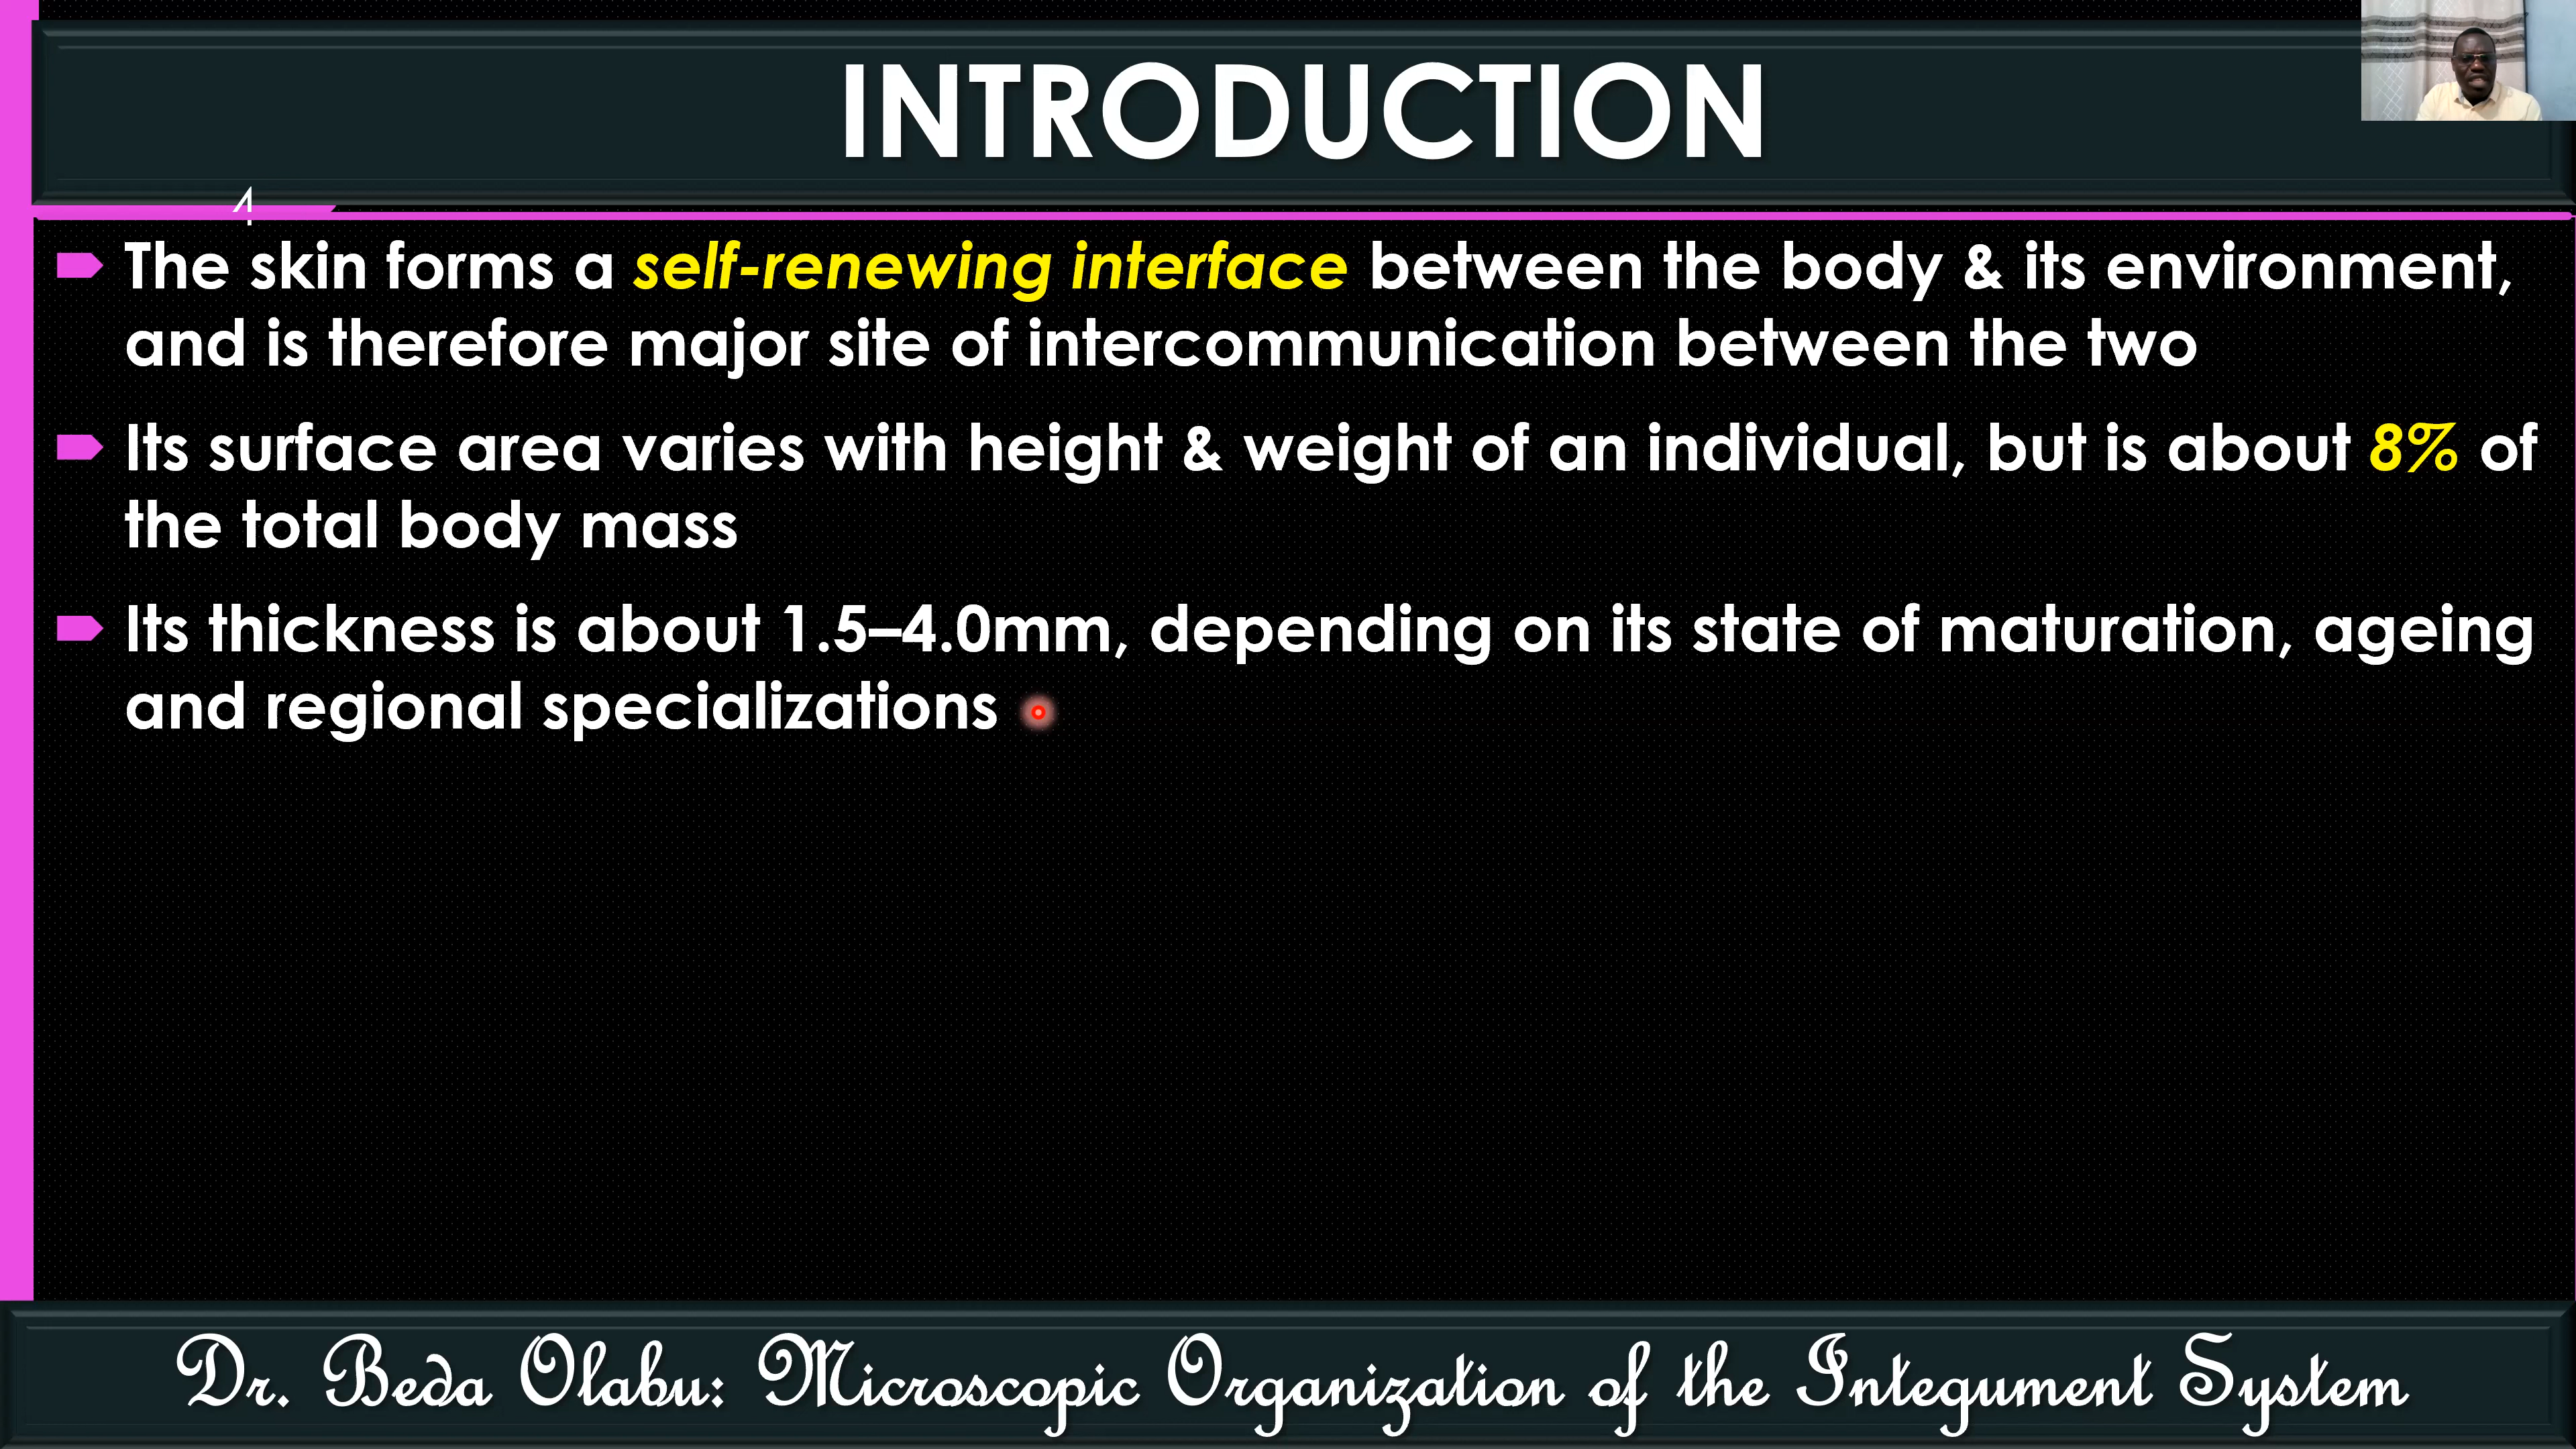 INTRODUCTION
4
The skin forms a self-renewing interface between the body & its environment,
and is therefore major site of intercommunication between the two
Its surface area varies with height & weight of an individual, but is about 8% of
the total body mass
Its thickness is about 1.5–4.0mm, depending on its state of maturation, ageing
and regional specializations
Dr. Beda Olabu: Microscopic Organization of the Integument System